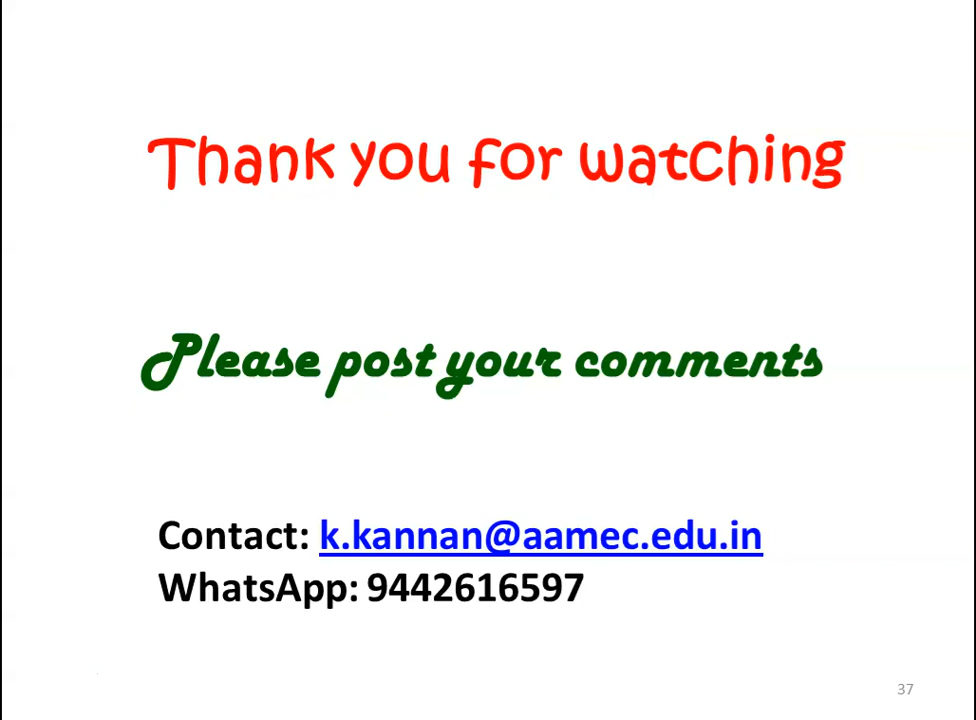 Thank you for watching
Please post your comments
Contact: k.kannan@aamec.edu.in
WhatsApp: 9442616597
37